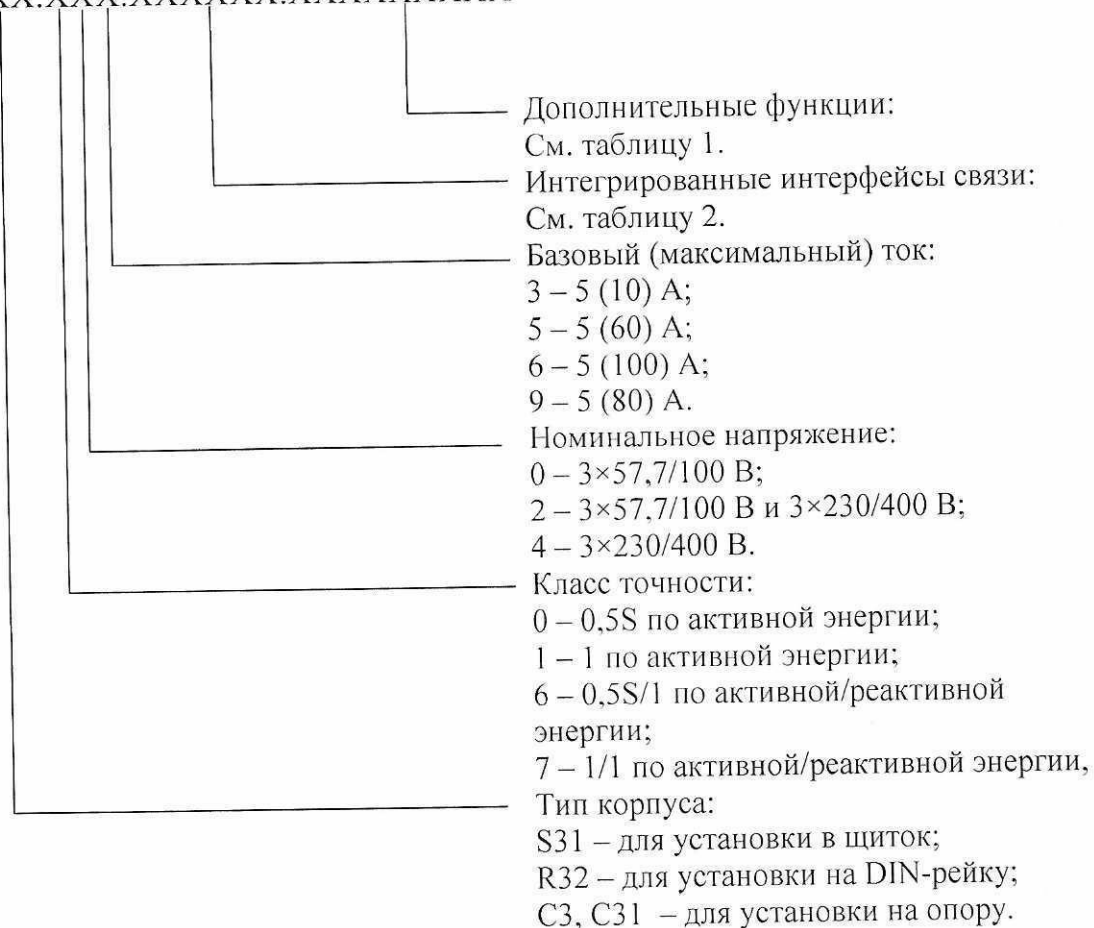 Дополнительные функции:
См. таблицу 1.
Интегрированные интерфейсы связи:
См. таблицу 2.
Базовый (максимальный) ток:
3 – 5 (10) А;
5 – 5 (60) А;
6 – 5 (100) А;
9 – 5 (80) А.
Номинальное напряжение:
0 – 3×57,7/100 В;
2 – 3×57,7/100 В и 3×230/400 В;
4 – 3×230/400 В.
Класс точности:
0 – 0,5S по активной энергии;
1 – 1 по активной энергии;
6 – 0,5S/1 по активной/реактивной
энергии;
7 – 1/1 по активной/реактивной энергии,
Тип корпуса:
S31 – для установки в щиток;
R32 – для установки на DIN-рейку;
C3, C31 – для установки на опору.